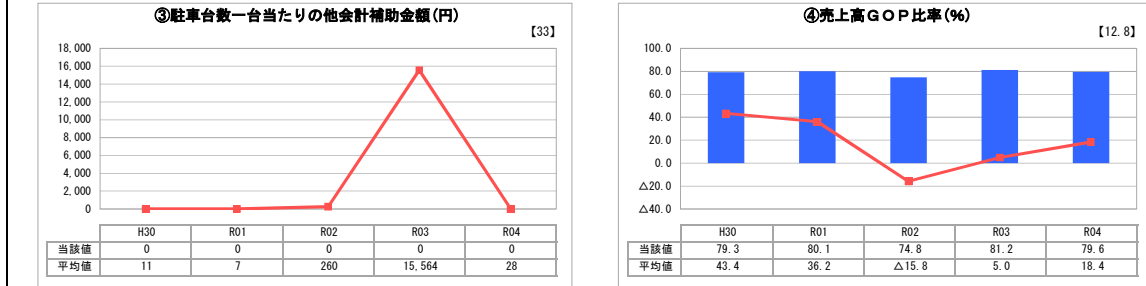 ③駐車台数一台当たりの他会計補助金額(円)
【33】
18,000
16,000
14,000
12,000
10,000
8,000
6,000
4,000
2,000
0
H30 R01 R02 R03 R04
当該値 0 0 0 0 0
平均値 11 7 260 15,564 28
④売上高ＧＯＰ比率(%)
【12.8】
100.0
80.0
60.0
40.0
20.0
0.0
△20.0
△40.0
H30 R01 R02 R03 R04
当該値 79.3 80.1 74.8 81.2 79.6
平均値 43.4 36.2 △15.8 5.0 18.4